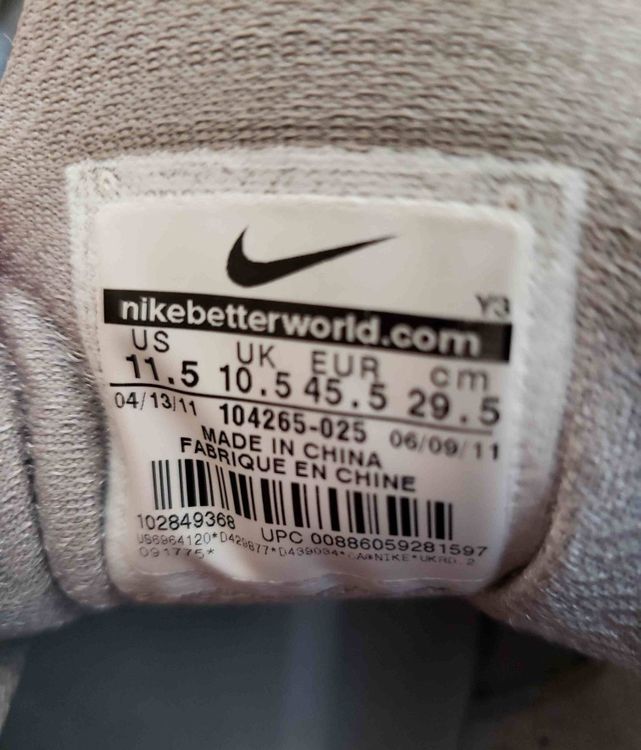 Y3
nikebetterworld.com
US UK EUR cm
11.5 10.5 45.5 29.5
04/13/11 104265-025 06/09/11
MADE IN CHINA
FABRIQUE EN CHINE
102849368 UPC 00886059281597
091775*